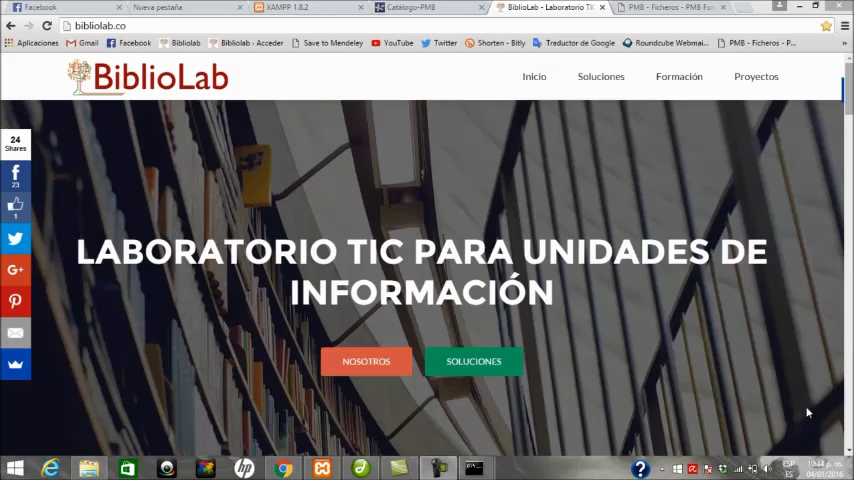 Facebook
Nueva pestaña
XAMPP 1.8.2
Catálogo-PMB
BiblioLab - Laboratorio TIC
PMB - Ficheros - PMB For
bibliolab.co
Aplicaciones
Gmail
Facebook
Bibliolab
Bibliolab › Acceder
Save to Mendeley
YouTube
Twitter
Shorten - Bitly
Traductor de Google
Roundcube Webmai...
PMB - Ficheros - P...
BiblioLab
Inicio
Soluciones
Formación
Proyectos
24
Shares
23
1
LABORATORIO TIC PARA UNIDADES DE
INFORMACIÓN
NOSOTROS
SOLUCIONES
ESP
ES
10:44 p. m.
04/01/2016